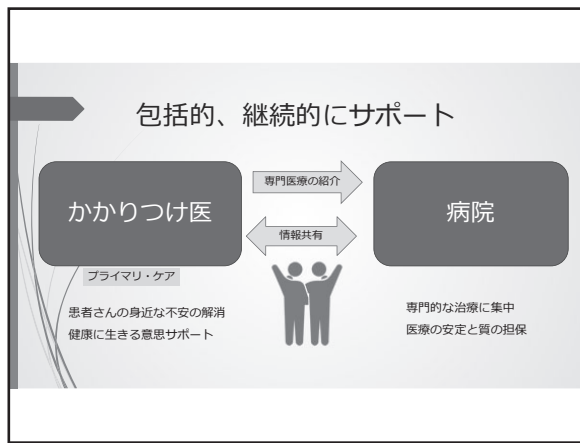 包括的、継続的にサポート
かかりつけ医
専門医療の紹介
情報共有
病院
プライマリ・ケア
患者さんの身近な不安の解消
健康に生きる意思サポート
専門的な治療に集中
医療の安定と質の担保